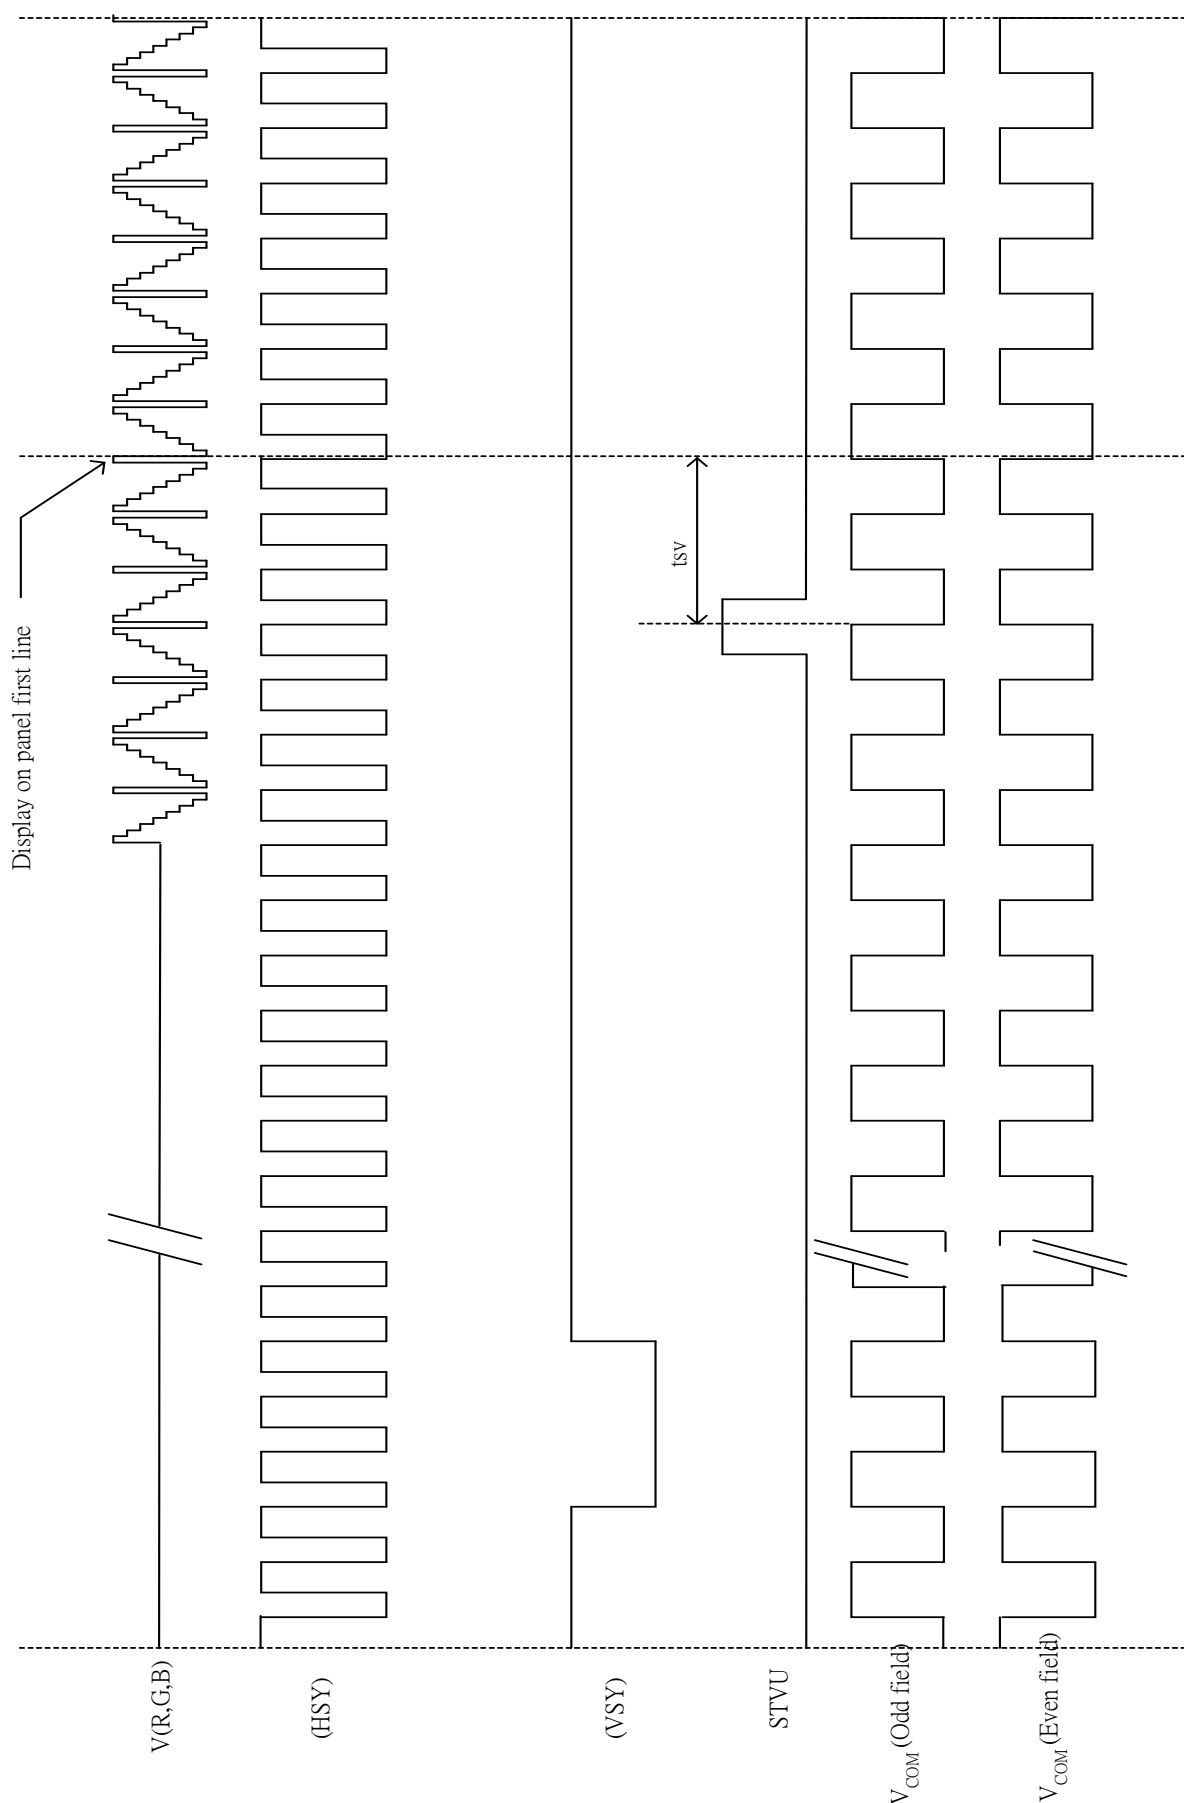 Display on panel first line
V(R,G,B)
(HSY)
(VSY)
tsv
STVU
VCOM (Odd field)
VCOM (Even field)